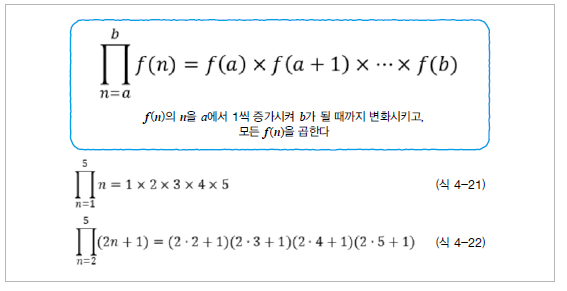 b
∏ f(n) = f(a) × f(a + 1) × ⋯ × f(b)
n=a
f(n)의 n을 a에서 1씩 증가시켜 b가 될 때까지 변화시키고,
모든 f(n)을 곱한다
5
∏ n = 1 × 2 × 3 × 4 × 5 (식 4-21)
n=1
5
∏(2n + 1) = (2 · 2 + 1)(2 · 3 + 1)(2 · 4 + 1)(2 · 5 + 1) (식 4-22)
n=2